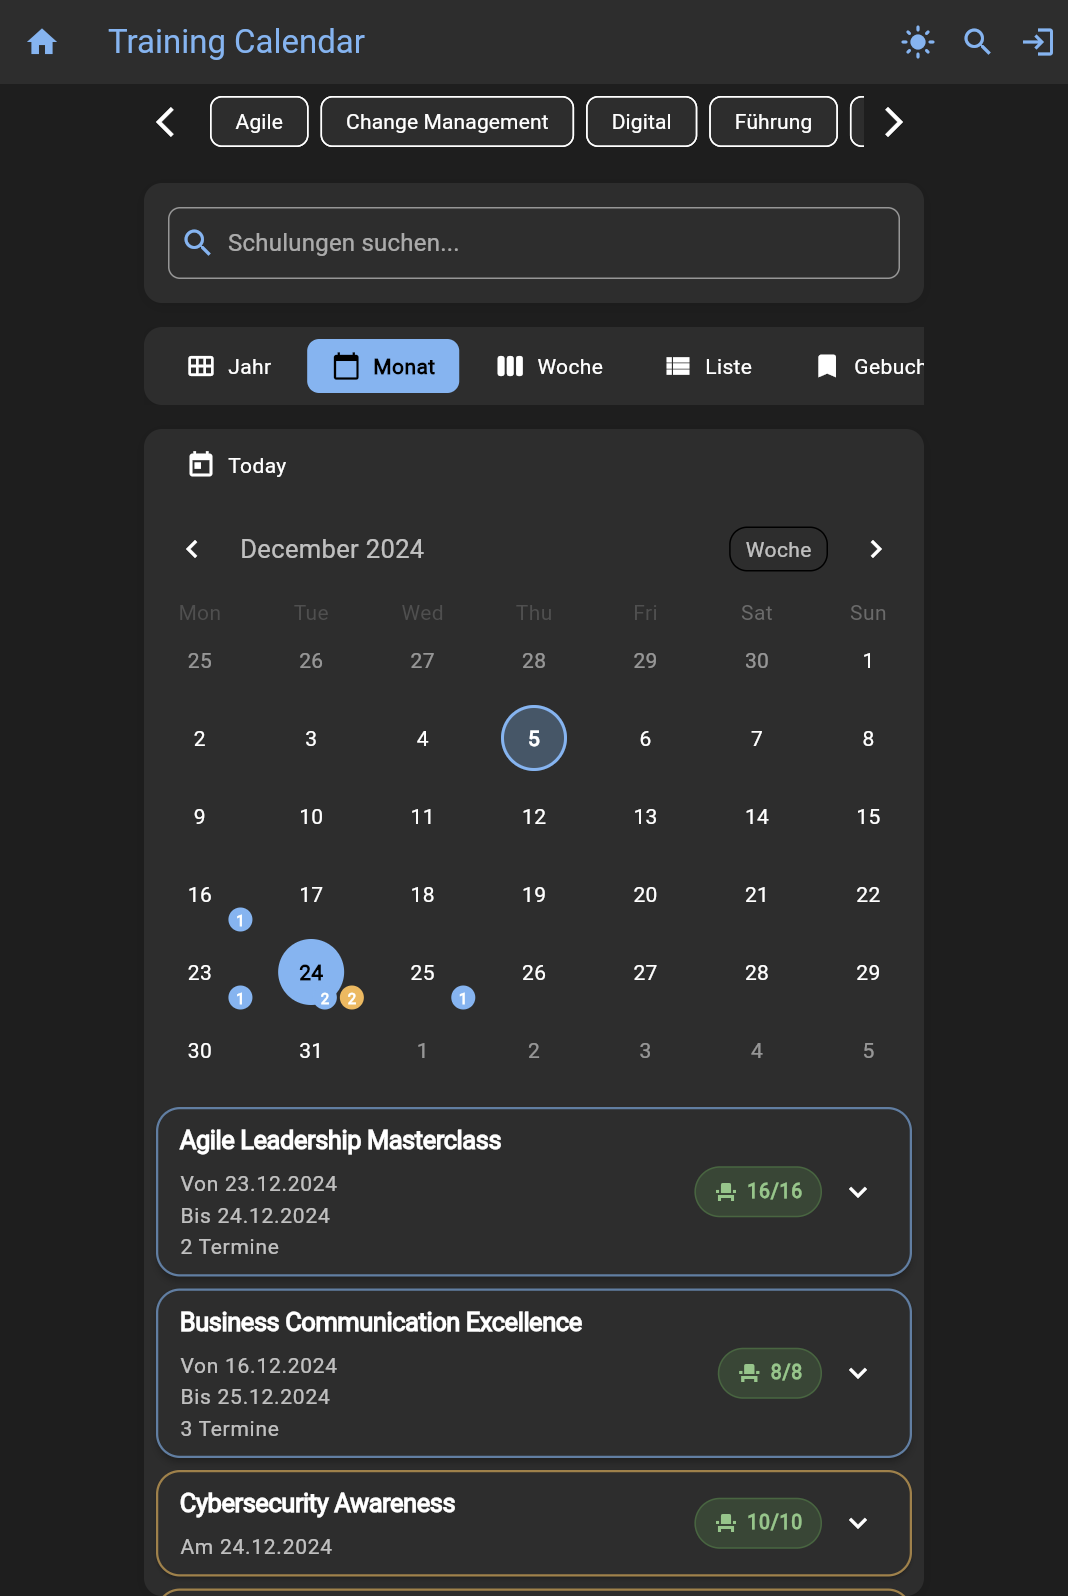 Training Calendar
Agile Change Management Digital Führung
Schulungen suchen...
Jahr Monat Woche Liste Gebuch
Today
December 2024 Woche
Mon Tue Wed Thu Fri Sat Sun
25 26 27 28 29 30 1
2 3 4 5 6 7 8
9 10 11 12 13 14 15
16 17 18 19 20 21 22
1
23 24 25 26 27 28 29
1 2 2 1
30 31 1 2 3 4 5
Agile Leadership Masterclass
Von 23.12.2024
16/16
Bis 24.12.2024
2 Termine
Business Communication Excellence
Von 16.12.2024
8/8
Bis 25.12.2024
3 Termine
Cybersecurity Awareness
10/10
Am 24.12.2024